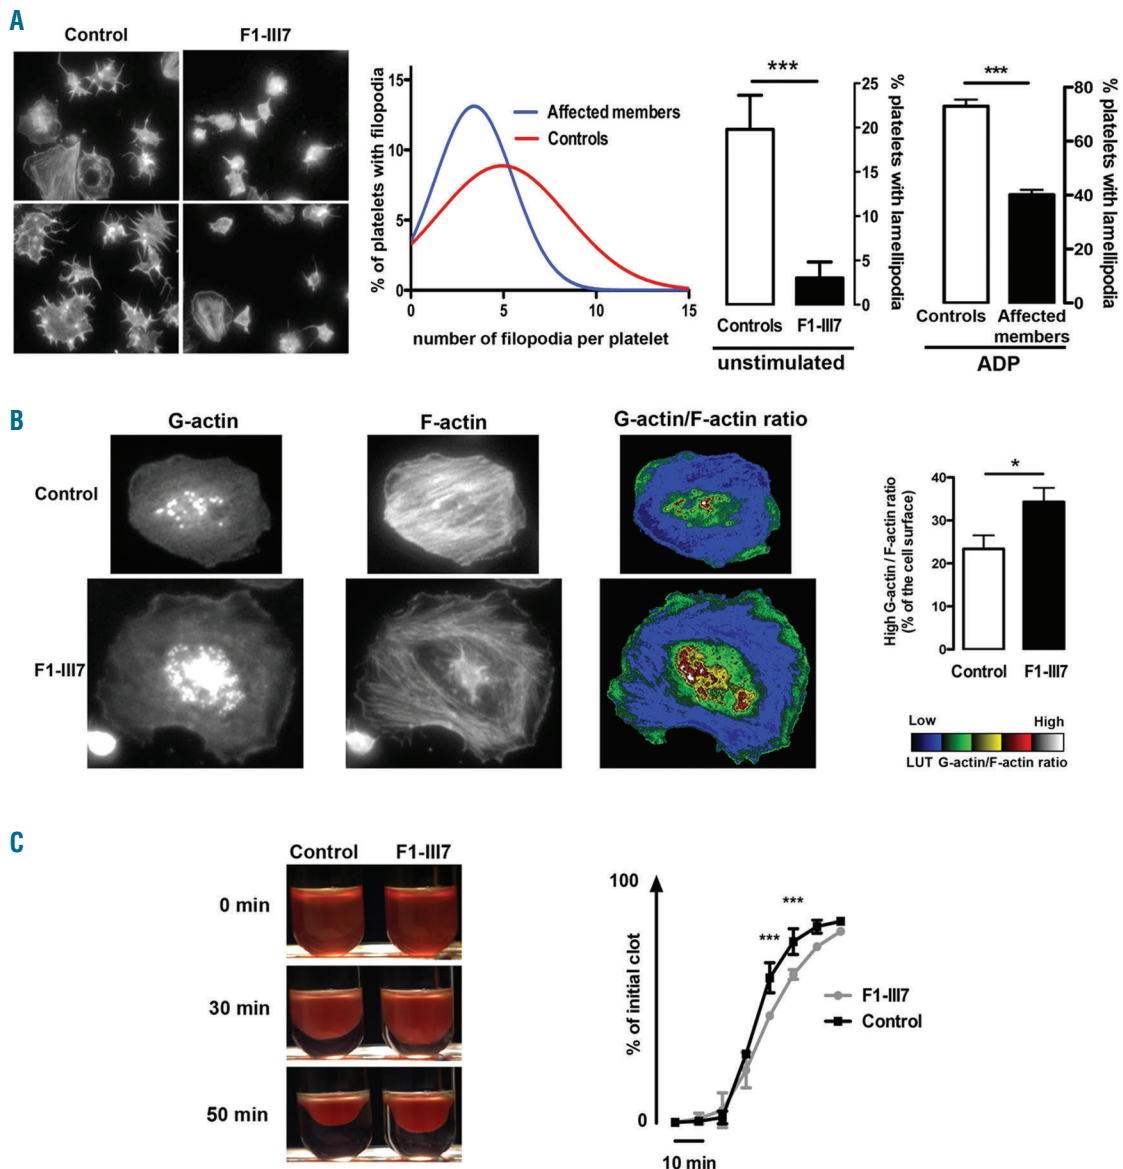 A
Control
F1-III7
% of platelets with filopodia
15
10
5
0
Affected members
Controls
0
5
10
15
number of filopodia per platelet
***
25
20
15
10
5
0
% platelets with lamellipodia
Controls
F1-III7
unstimulated
***
80
60
40
20
0
% platelets with lamellipodia
Controls
Affected
members
ADP
B
G-actin
F-actin
G-actin/F-actin ratio
Control
F1-III7
High G-actin / F-actin ratio
(% of the cell surface)
40
30
20
10
0
*
Control
F1-III7
Low
High
LUT G-actin/F-actin ratio
C
Control
F1-III7
0 min
30 min
50 min
100
% of initial clot
0
***
***
F1-III7
Control
10 min